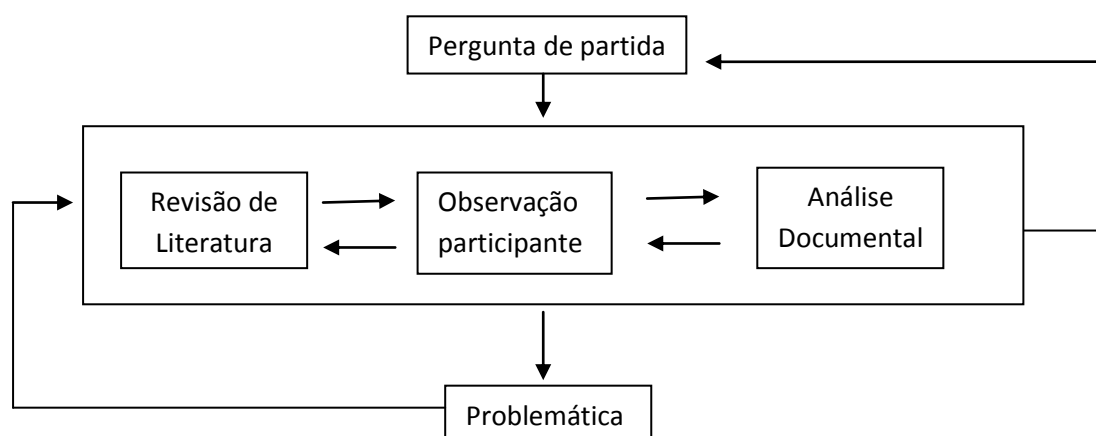 Pergunta de partida
Revisão de
Literatura
Observação
participante
Análise
Documental
Problemática